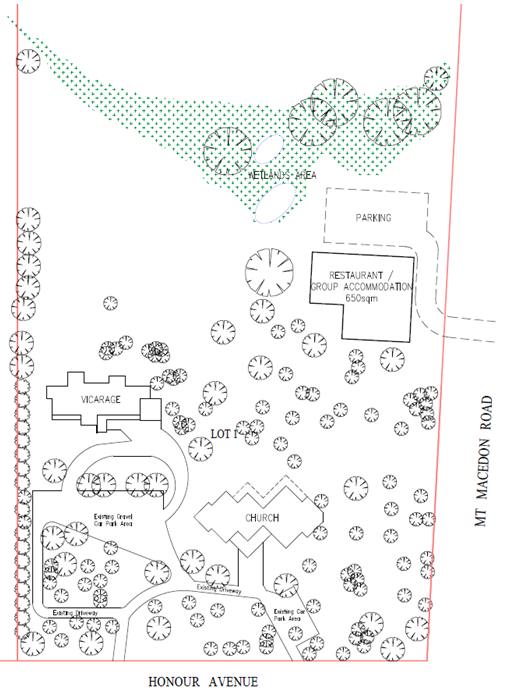 WETLANDS AREA
PARKING
RESTAURANT /
GROUP ACCOMMODATION
650sqm
VICARAGE
LOT 1
MT MACEDON ROAD
Existing Gravel
Car Park Area
CHURCH
Existing Driveway
Existing Driveway
Existing Car
Park Area
HONOUR AVENUE